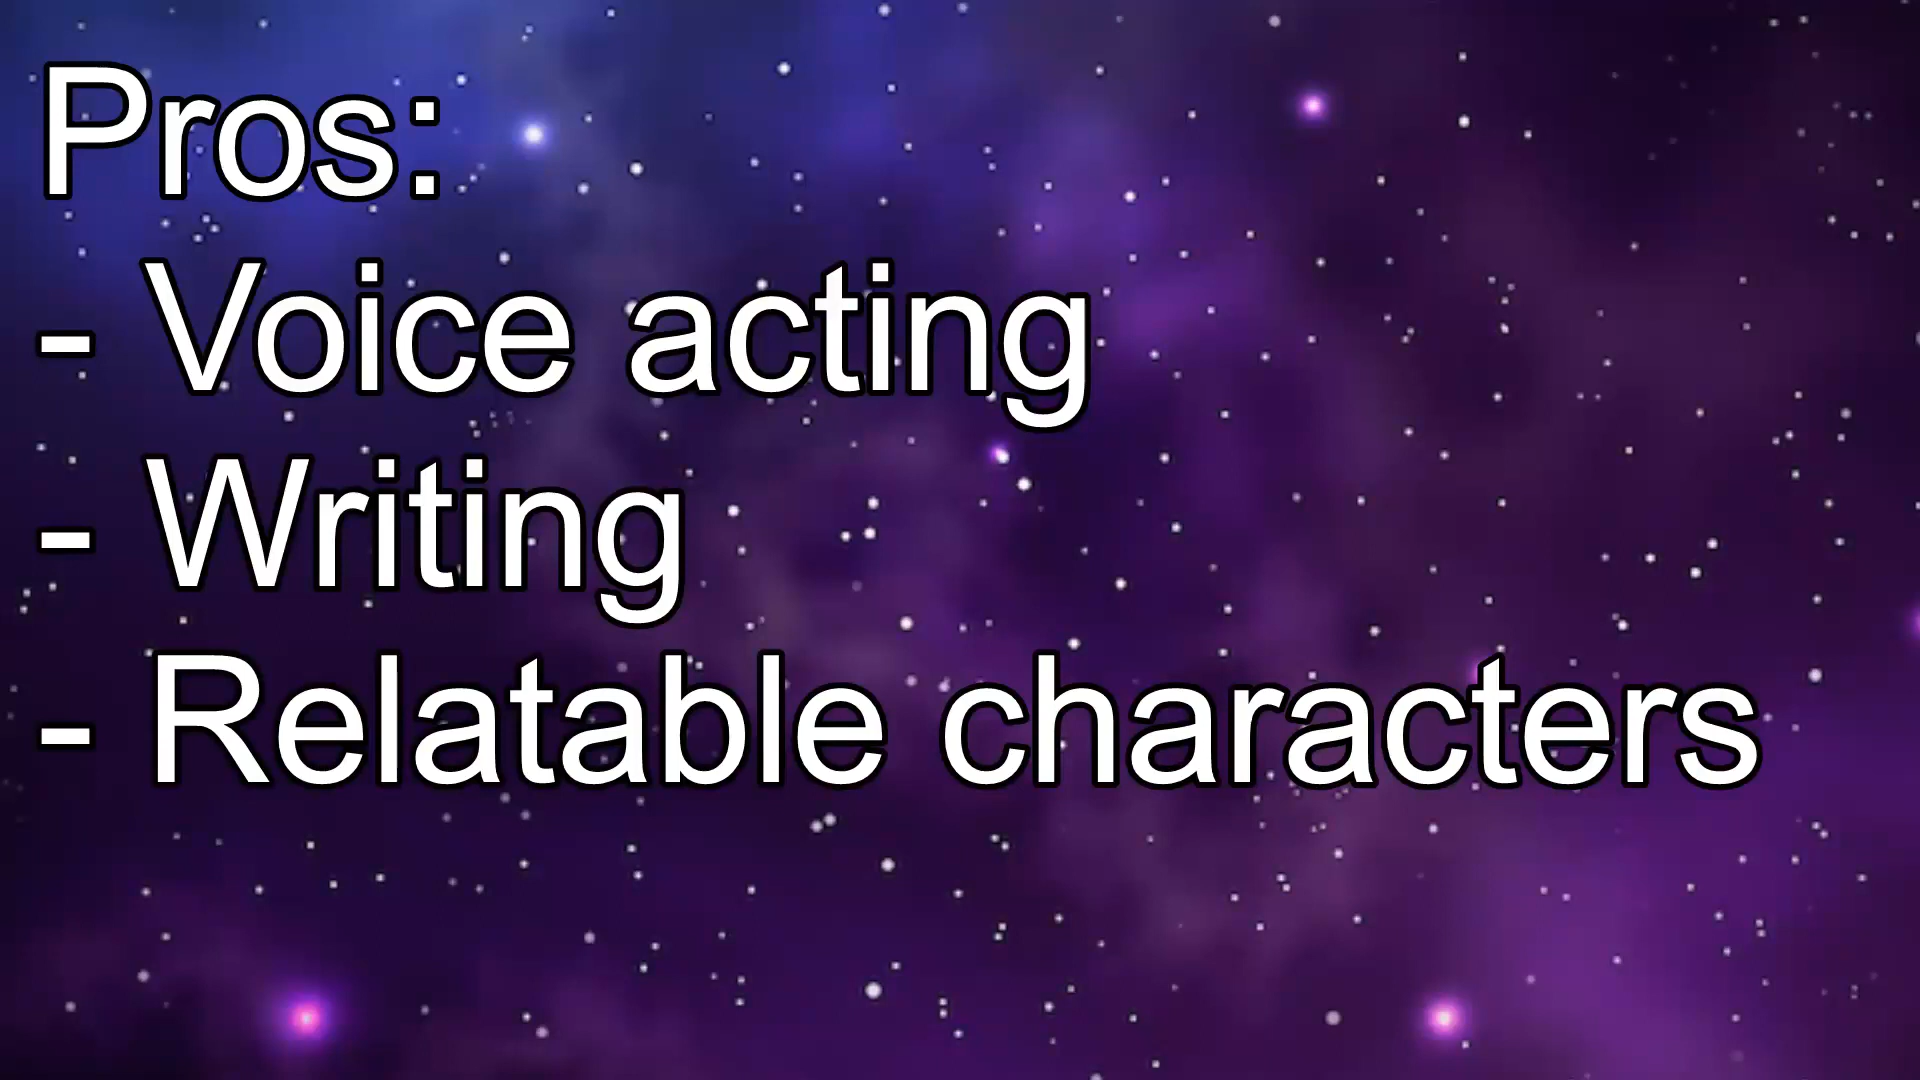 Pros:
- Voice acting
- Writing
- Relatable characters